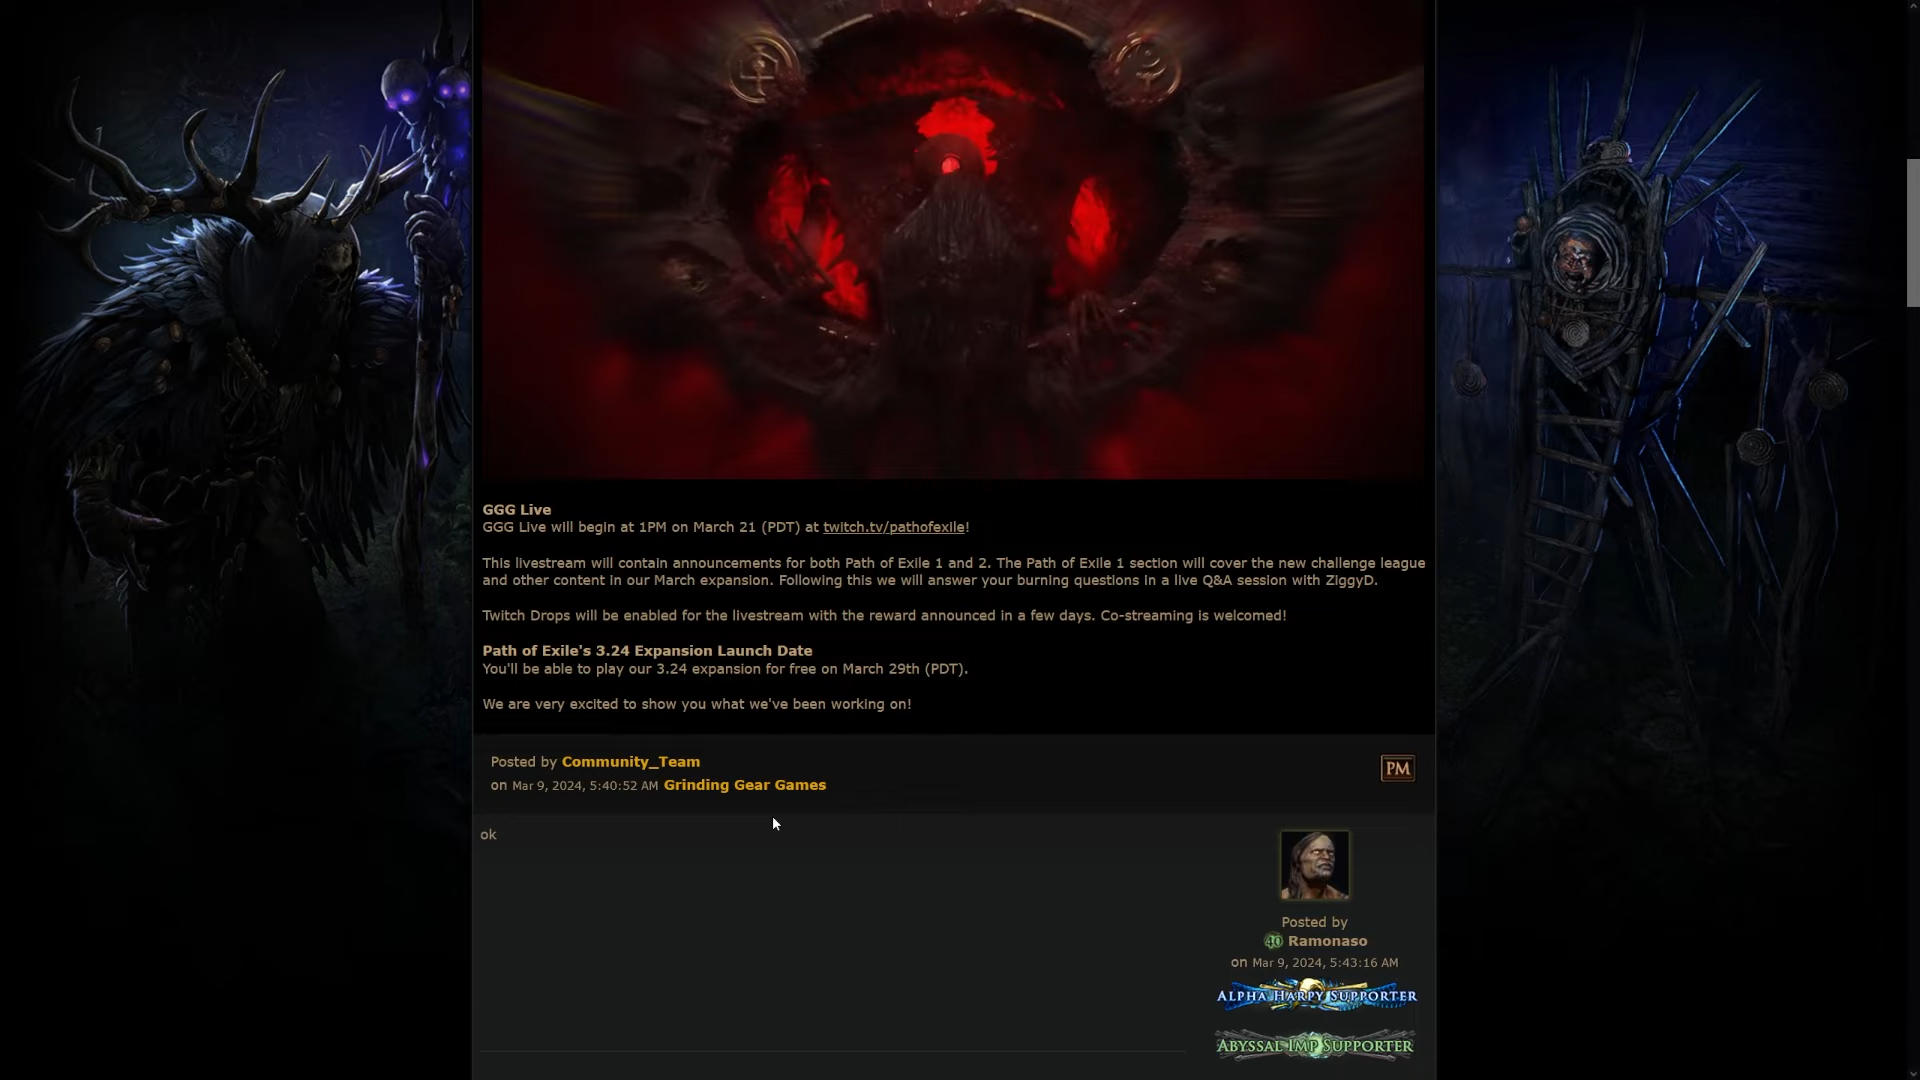 GGG Live
GGG Live will begin at 1PM on March 21 (PDT) at twitch.tv/pathofexile!
This livestream will contain announcements for both Path of Exile 1 and 2. The Path of Exile 1 section will cover the new challenge league
and other content in our March expansion. Following this we will answer your burning questions in a live Q&A session with ZiggyD.
Twitch Drops will be enabled for the livestream with the reward announced in a few days. Co-streaming is welcomed!
Path of Exile's 3.24 Expansion Launch Date
You'll be able to play our 3.24 expansion for free on March 29th (PDT).
We are very excited to show you what we've been working on!
Posted by Community_Team
on Mar 9, 2024, 5:40:52 AM Grinding Gear Games
PM
ok
Posted by
40 Ramonaso
on Mar 9, 2024, 5:43:16 AM
ALPHA HARPY SUPPORTER
ABYSSAL IMP SUPPORTER